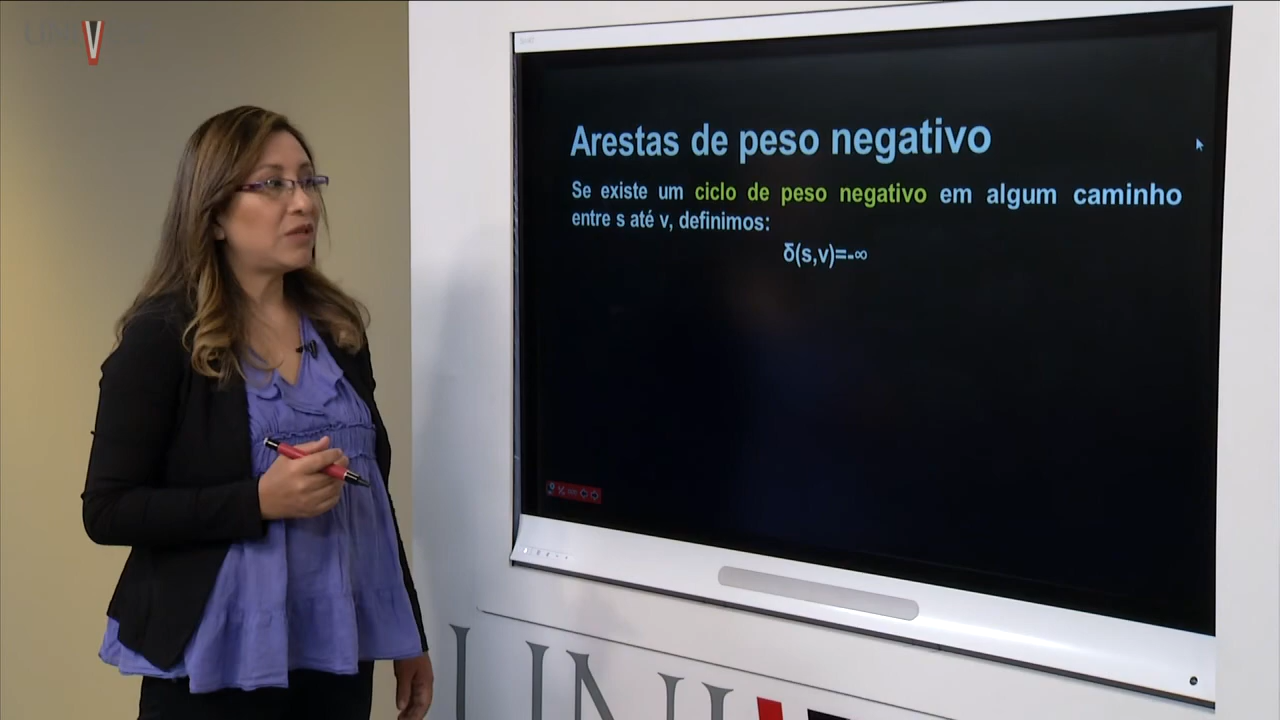 Arestas de peso negativo
Se existe um ciclo de peso negativo em algum caminho
entre s até v, definimos:
δ(s,v)=-∞